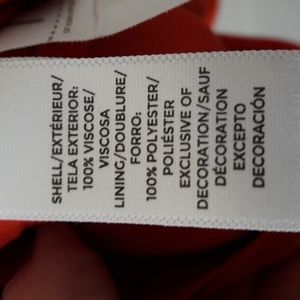 SHELL/EXTÉRIEUR/
TELA EXTERIOR:
100% VISCOSE/
VISCOSA
LINING/DOUBLURE/
FORRO:
100% POLYESTER/
POLIÉSTER
EXCLUSIVE OF
DECORATION/SAUF
DÉCORATION
EXCEPTO
DECORACIÓN